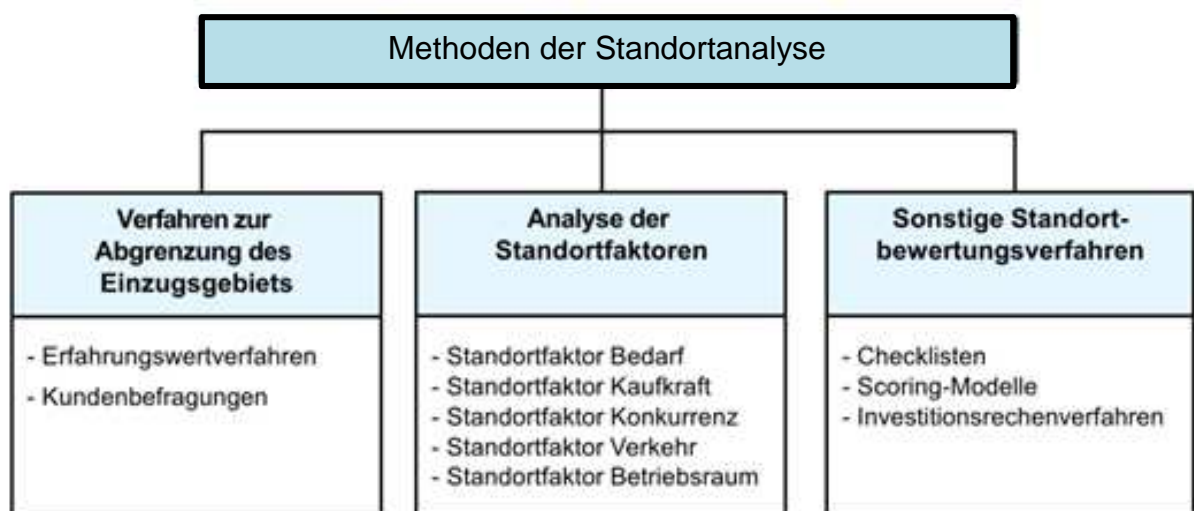 Methoden der Standortanalyse
Verfahren zur
Abgrenzung des
Einzugsgebiets
- Erfahrungswertverfahren
- Kundenbefragungen
Analyse der
Standortfaktoren
- Standortfaktor Bedarf
- Standortfaktor Kaufkraft
- Standortfaktor Konkurrenz
- Standortfaktor Verkehr
- Standortfaktor Betriebsraum
Sonstige Standort-
bewertungsverfahren
- Checklisten
- Scoring-Modelle
- Investitionsrechenverfahren